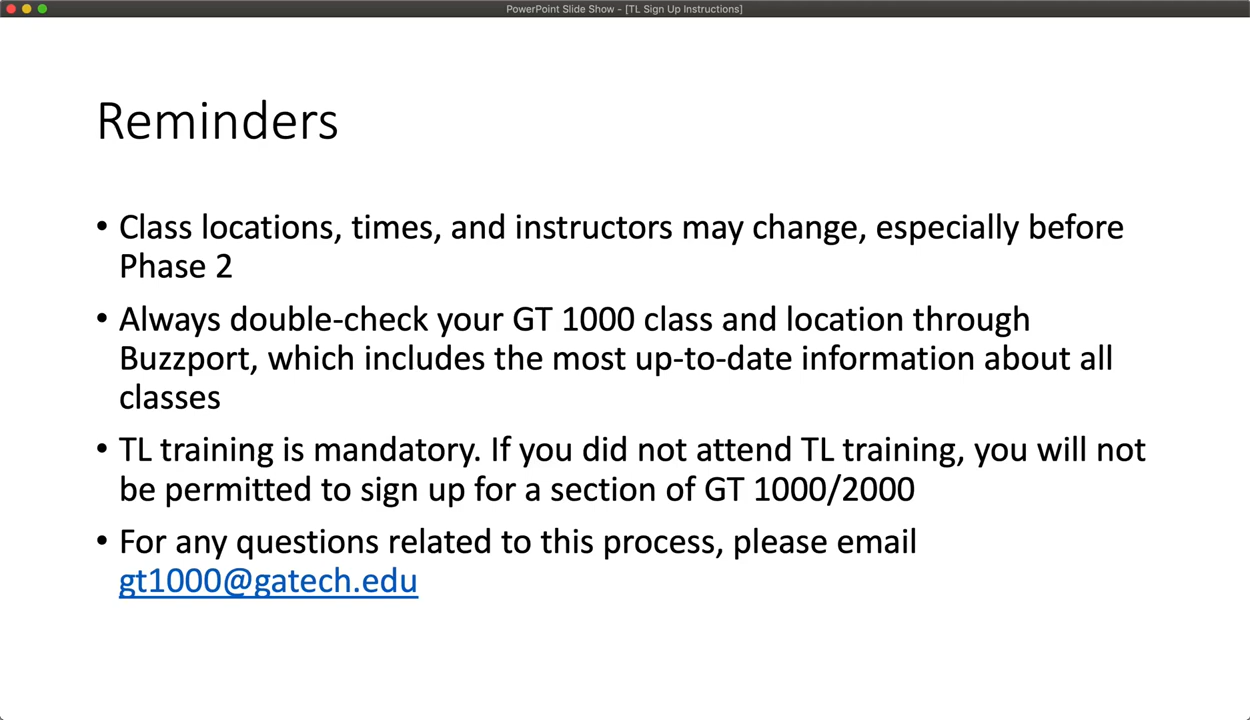 PowerPoint Slide Show - [TL Sign Up Instructions]
Reminders
• Class locations, times, and instructors may change, especially before
Phase 2
• Always double-check your GT 1000 class and location through
Buzzport, which includes the most up-to-date information about all
classes
• TL training is mandatory. If you did not attend TL training, you will not
be permitted to sign up for a section of GT 1000/2000
• For any questions related to this process, please email
gt1000@gatech.edu